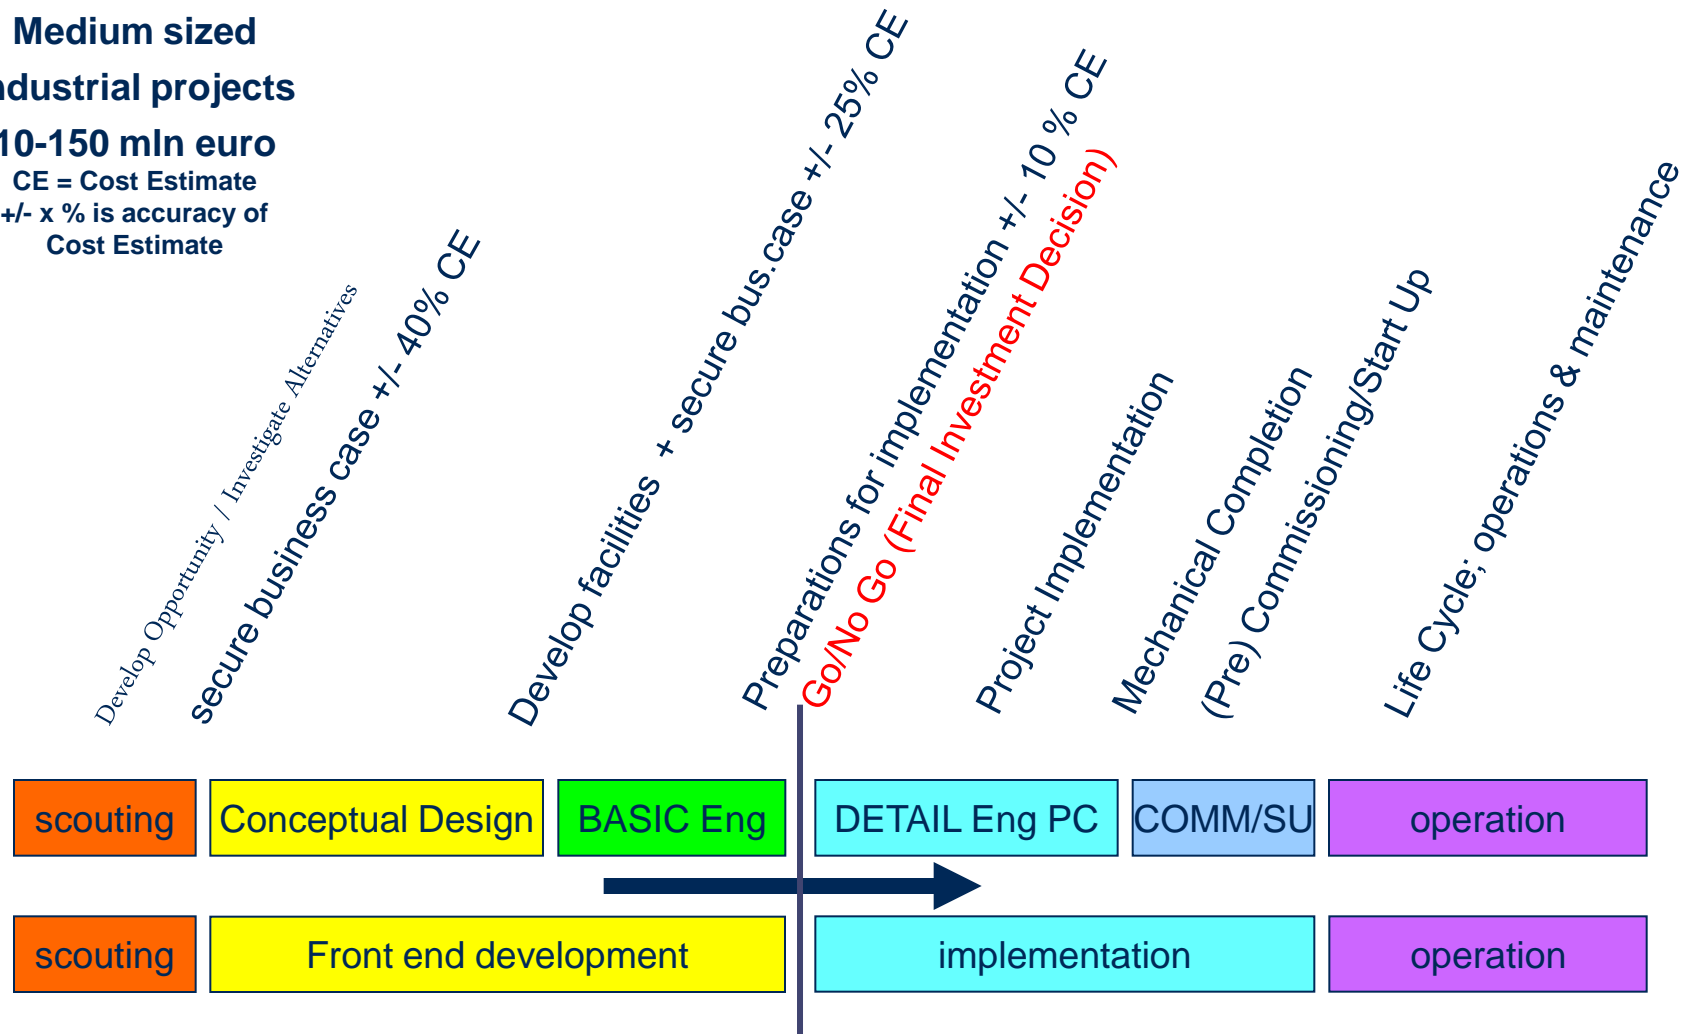 Medium sized
ndustrial projects
10-150 mln euro
CE = Cost Estimate
+/- x % is accuracy of
Cost Estimate
Develop Opportunity / Investigate Alternatives
secure business case +/- 40% CE
Develop facilities + secure bus.case +/- 25% CE
Preparations for implementation +/- 10 % CE
Go/No Go (Final Investment Decision)
Project Implementation
Mechanical Completion
(Pre) Commissioning/Start Up
Life Cycle; operations & maintenance
scouting
Conceptual Design
BASIC Eng
DETAIL Eng PC
COMM/SU
operation
scouting
Front end development
implementation
operation